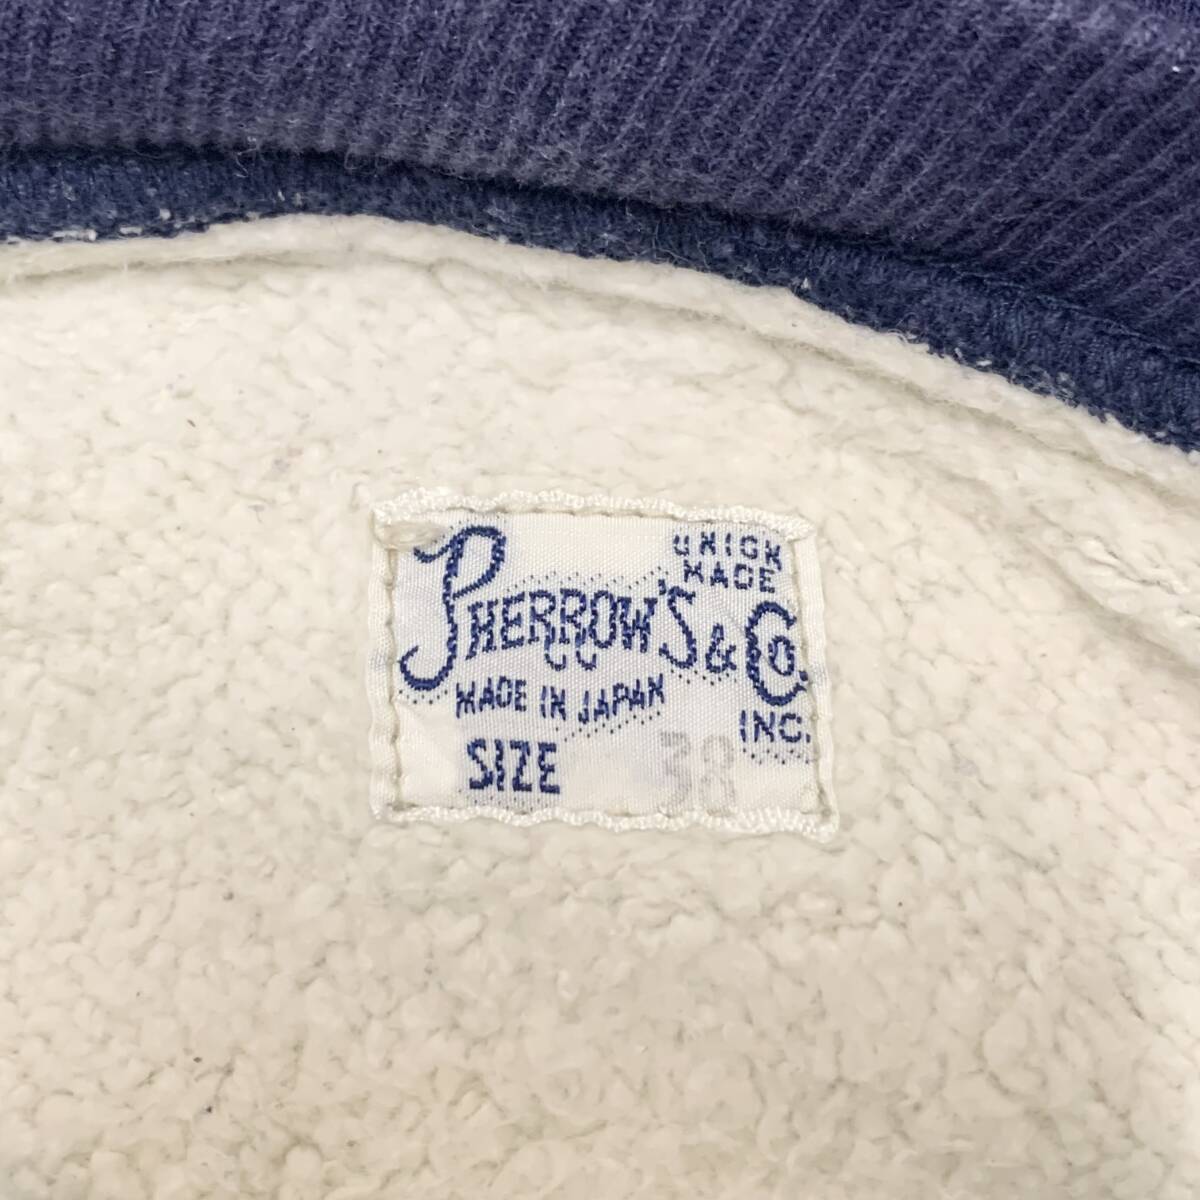 UNION
MADE
PHERROW'S & CO.
MADE IN JAPAN
INC.
SIZE 38